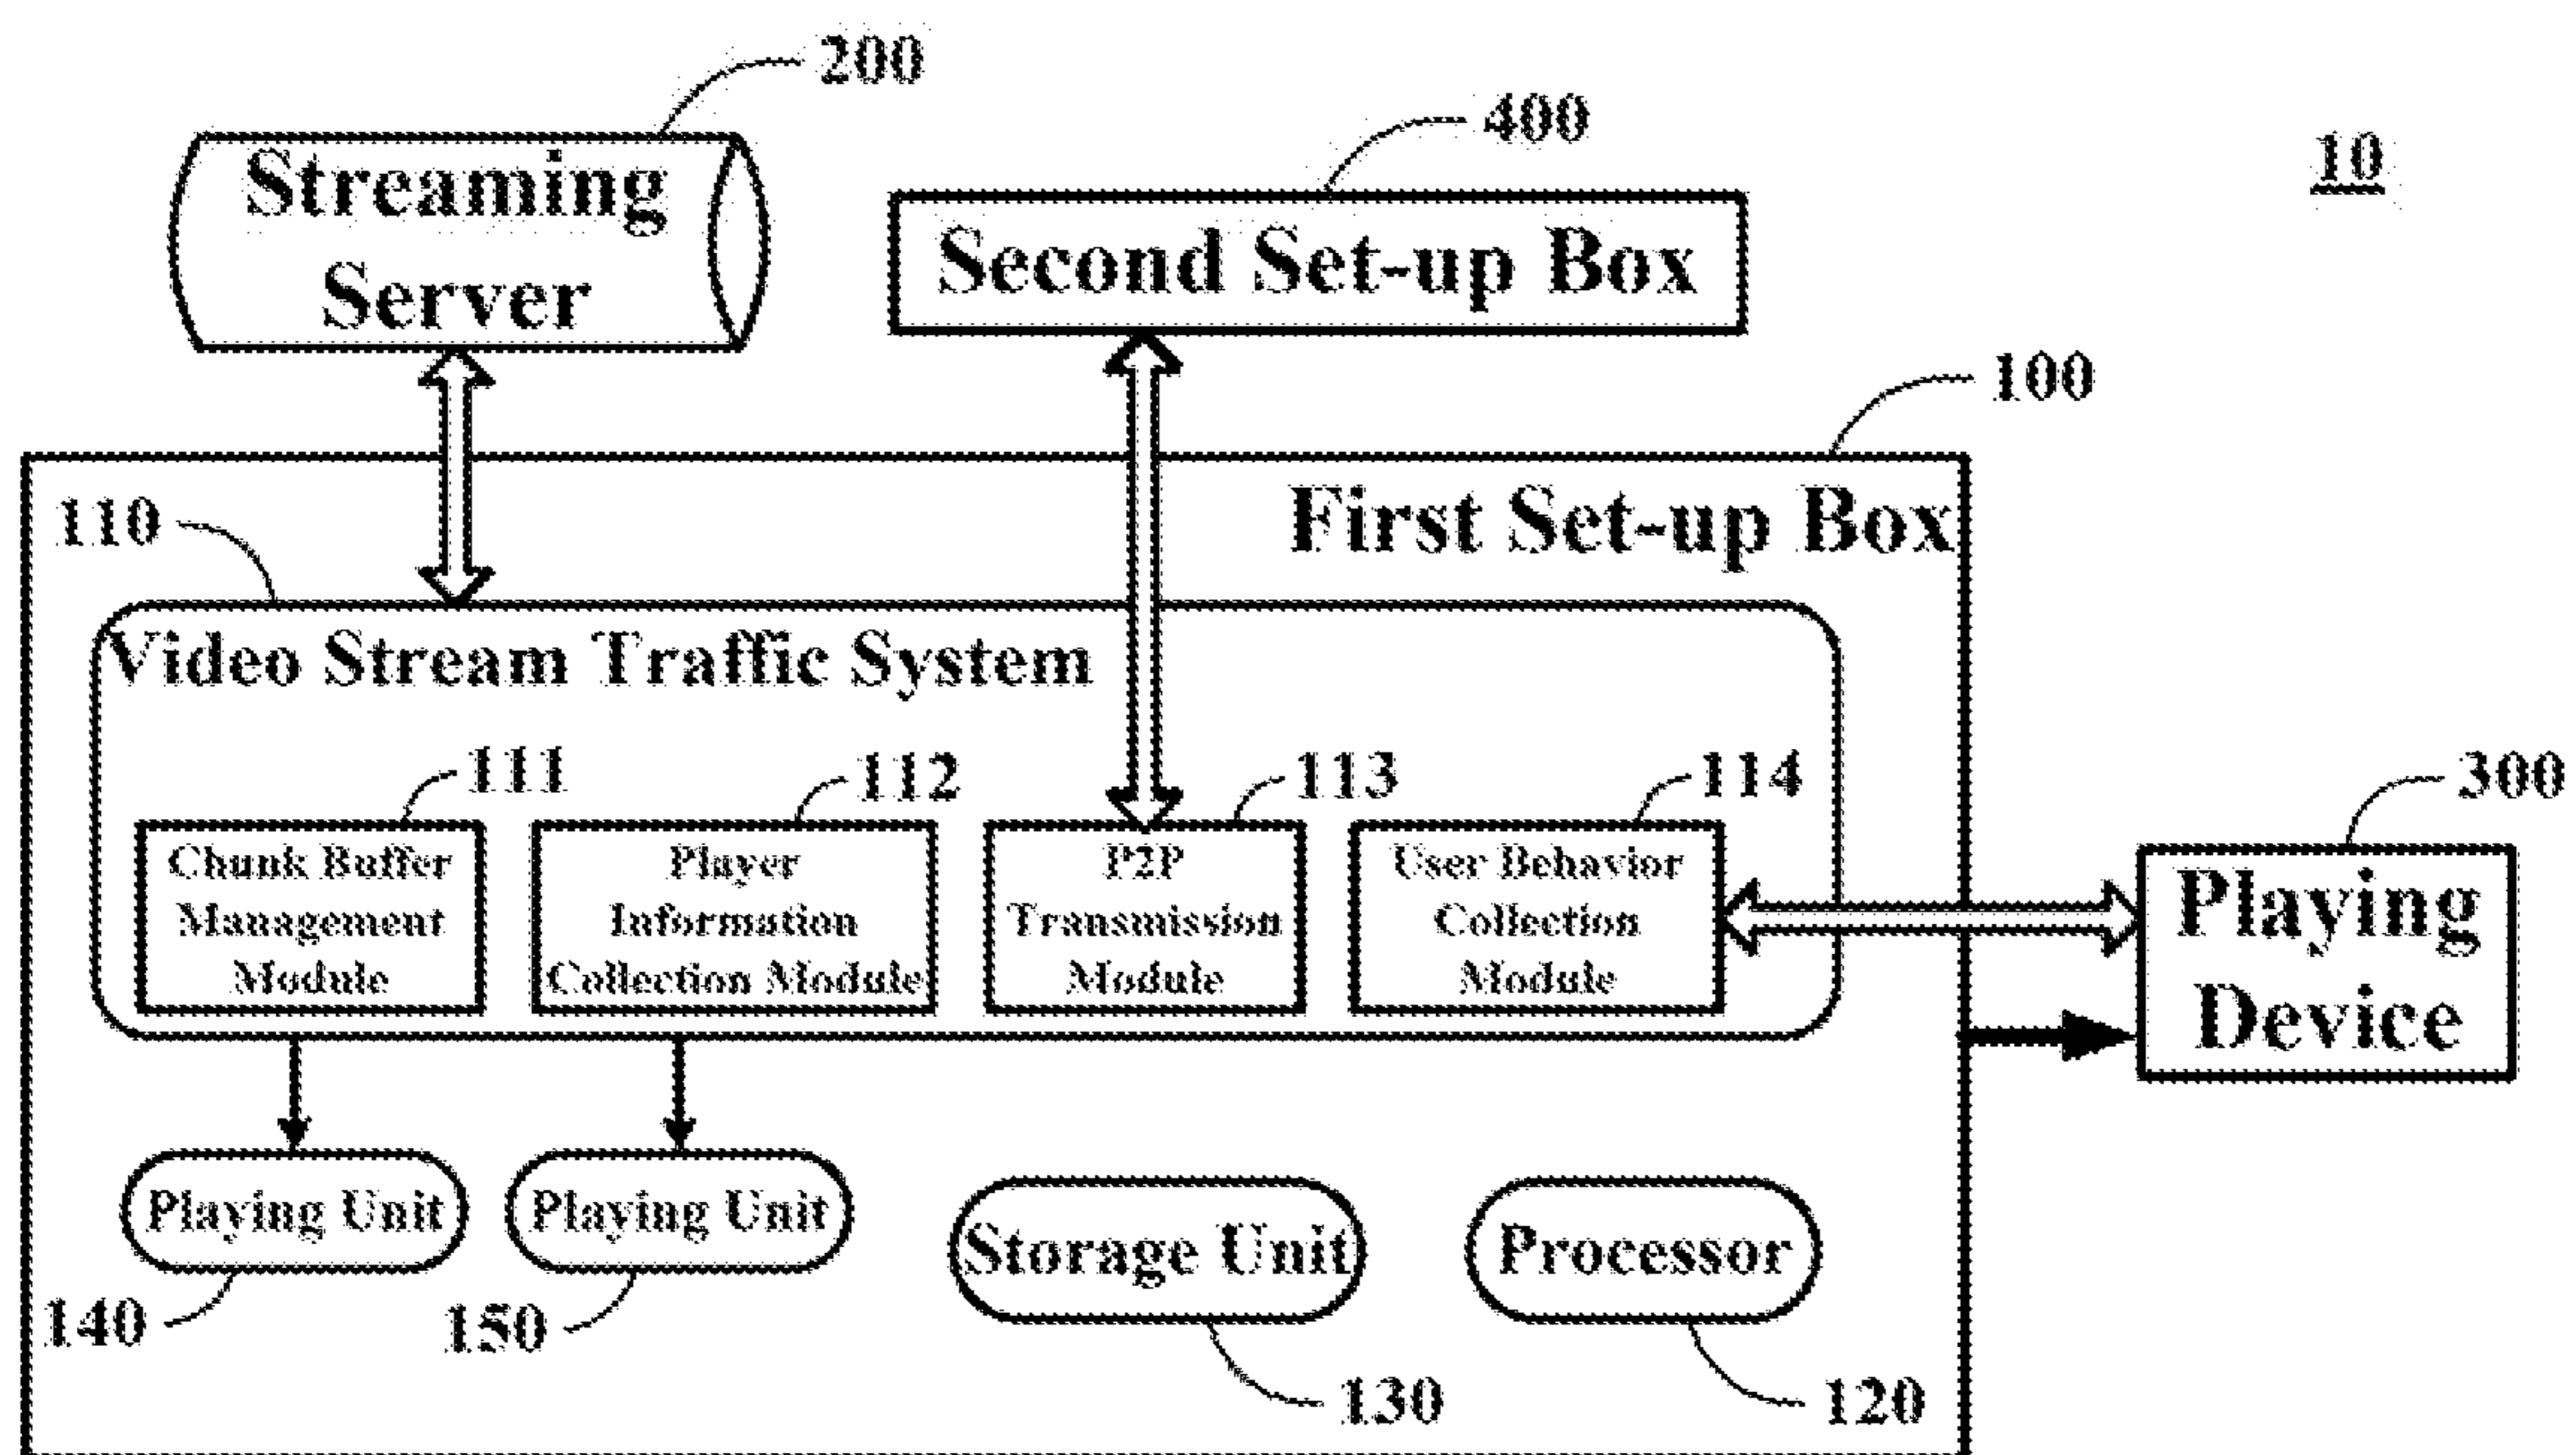 200
400
10
Streaming
Server
Second Set-up Box
100
First Set-up Box
110
Video Stream Traffic System
111
112
113
114
300
Chunk Buffer
Management
Module
Player
Information
Collection Module
P2P
Transmission
Module
User Behavior
Collection
Module
Playing
Device
Playing Unit
Playing Unit
Storage Unit
Processor
140
150
130
120